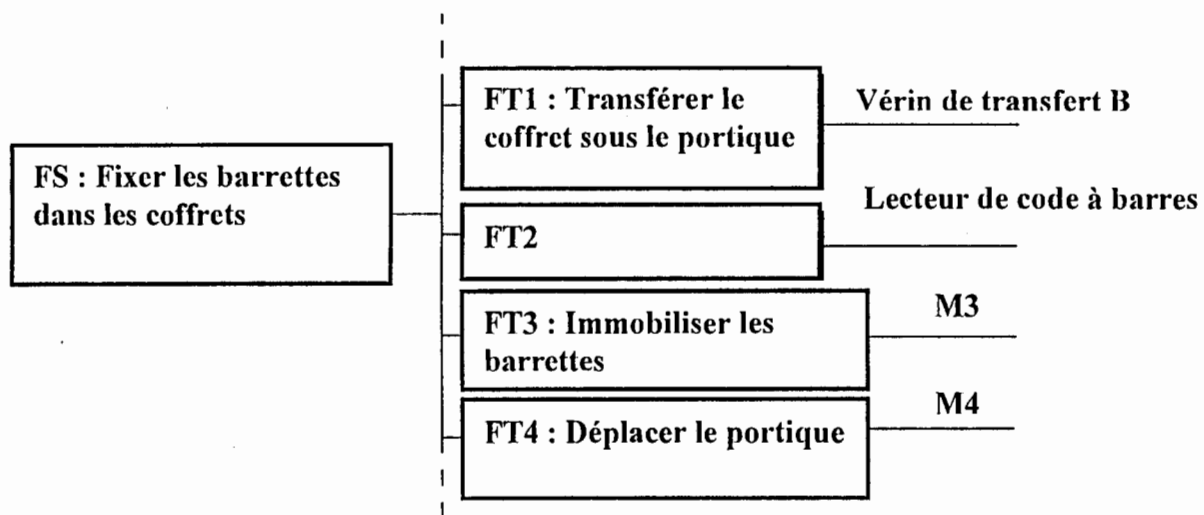 FS : Fixer les barrettes
dans les coffrets
FT1 : Transférer le
coffret sous le portique
Vérin de transfert B
FT2
Lecteur de code à barres
FT3 : Immobiliser les
barrettes
M3
FT4 : Déplacer le portique
M4